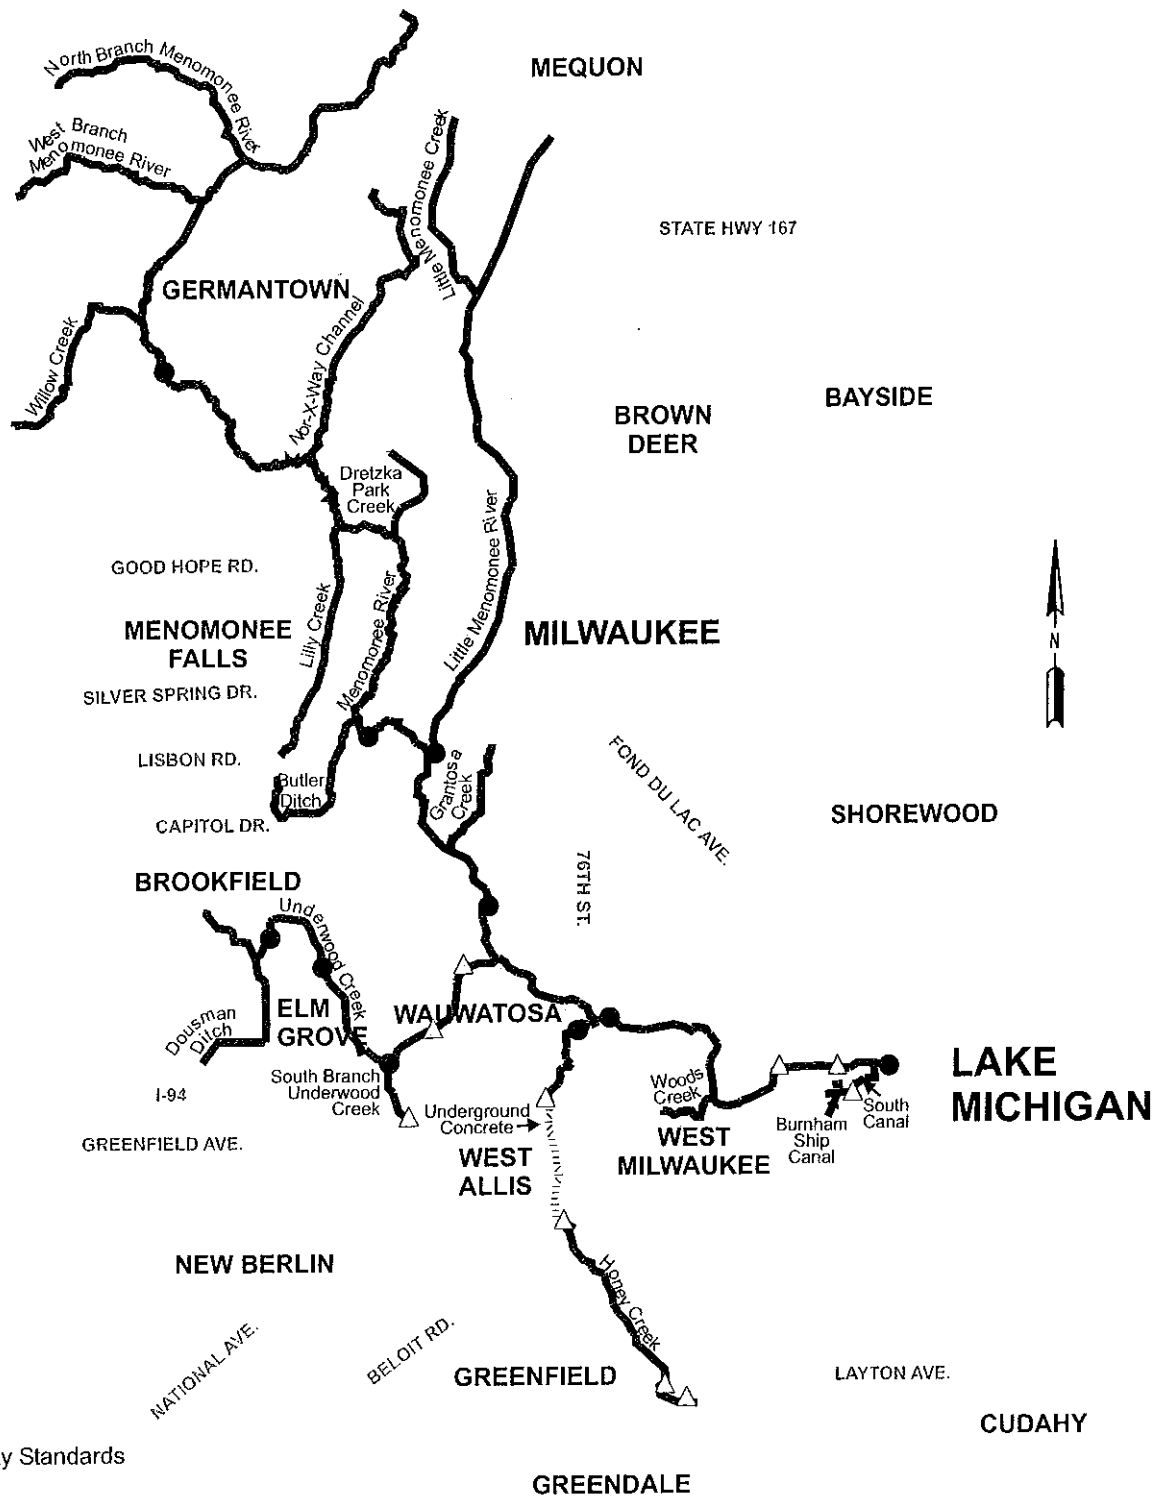 North Branch Menomonee River
MEQUON
West Branch
Menomonee River
Little Menomonee Creek
STATE HWY 167
GERMANTOWN
Nor-X-Way Channel
Willow Creek
BAYSIDE
BROWN
DEER
Dretzka
Park
Creek
Little Menomonee River
GOOD HOPE RD.
Menomonee River
Lilly Creek
MENOMONEE
FALLS
MILWAUKEE
N
SILVER SPRING DR.
LISBON RD.
Butler
Ditch
Grantosa
Creek
FOND DU LAC AVE.
CAPITOL DR.
SHOREWOOD
76TH ST.
BROOKFIELD
Underwood Creek
Dousman
Ditch
ELM
GROVE
WAUWATOSA
LAKE
MICHIGAN
South Branch
Underwood
Creek
I-94
Underground
Concrete
Woods
Creek
Burnham
Ship
Canal
South
Canal
GREENFIELD AVE.
WEST
ALLIS
WEST
MILWAUKEE
NEW BERLIN
Honey Creek
NATIONAL AVE.
BELOIT RD.
GREENFIELD
LAYTON AVE.
CUDAHY
y Standards
GREENDALE